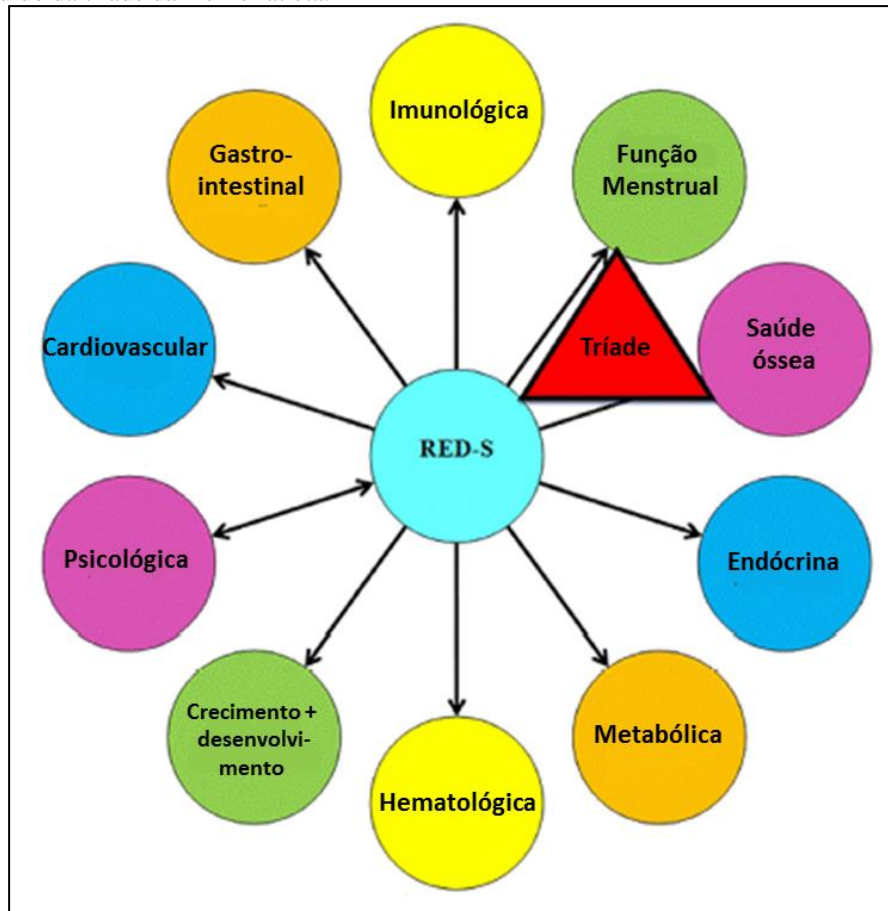 Imunológica
Gastro-
intestinal
Função
Menstrual
Cardiovascular
Tríade
Saúde
óssea
RED-S
Psicológica
Endócrina
Crecimento +
desenvolvi-
mento
Metabólica
Hematológica